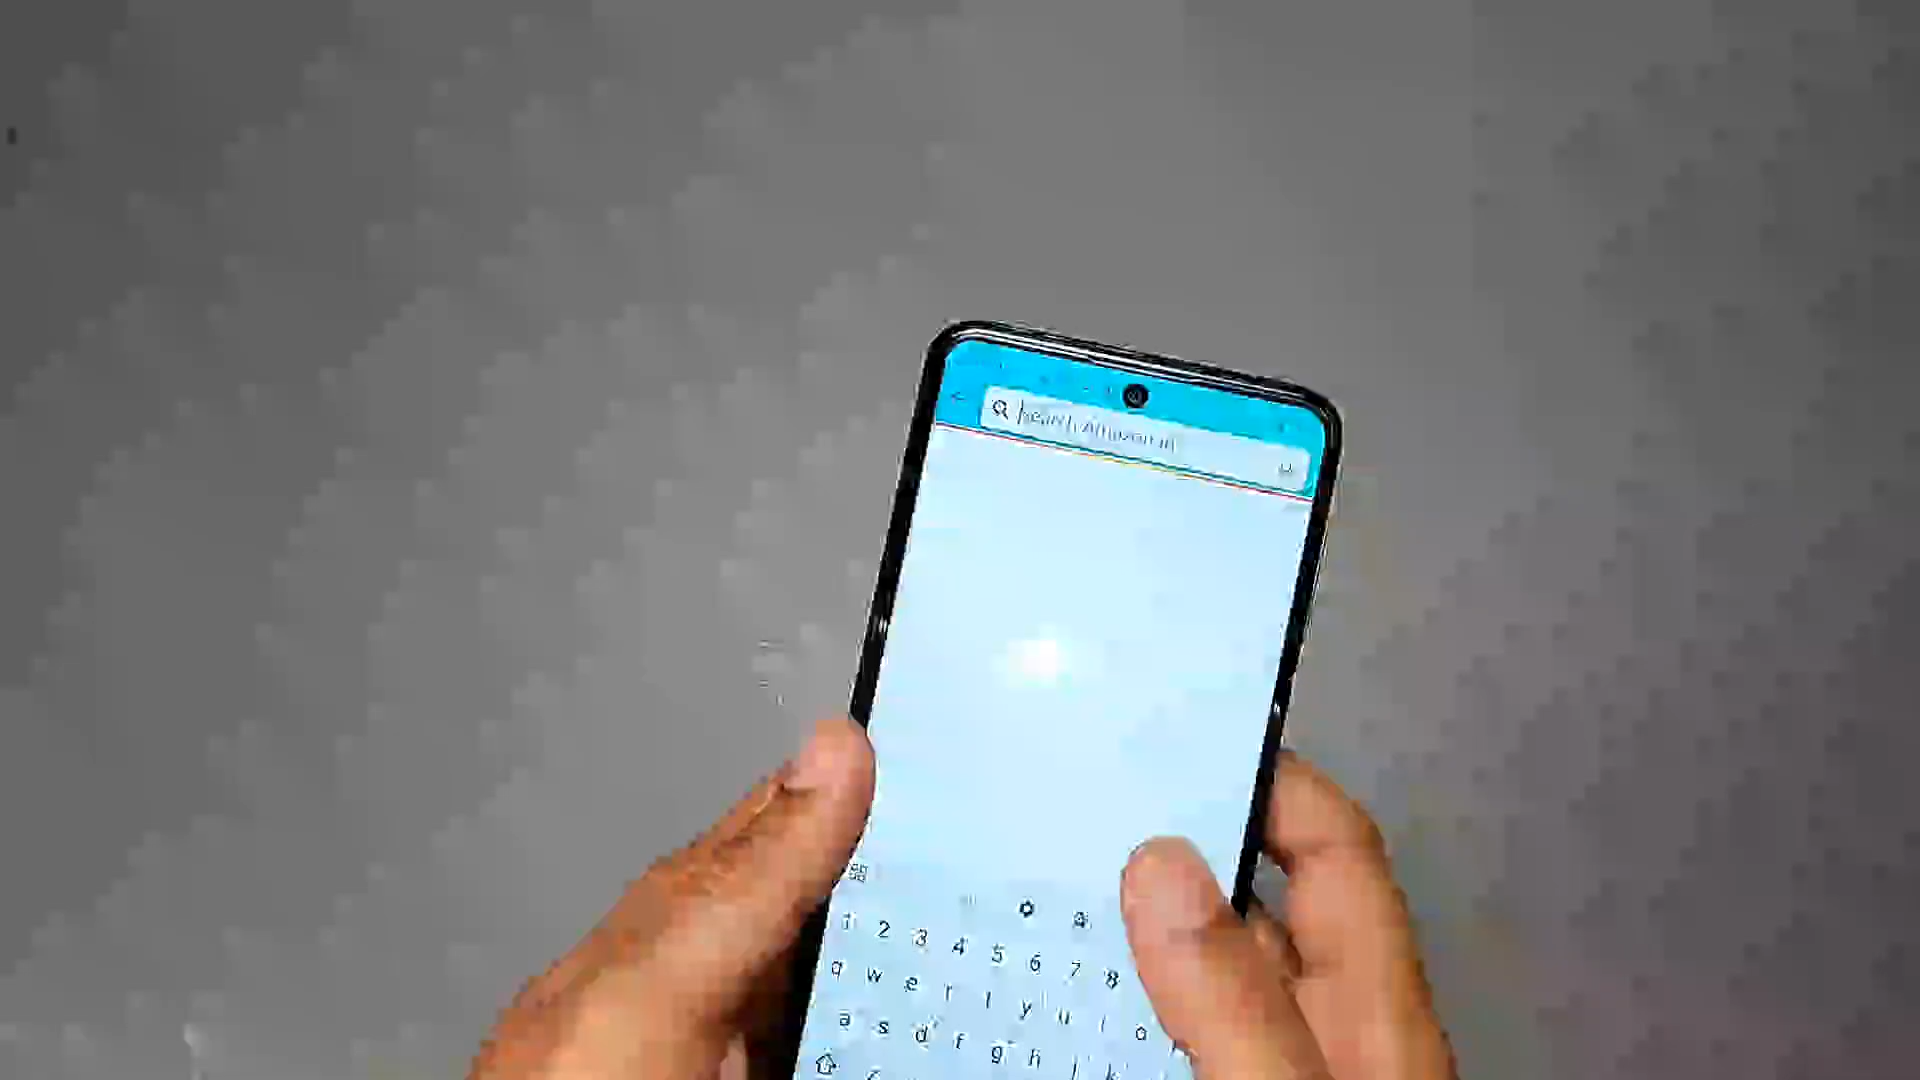 Search Amazon.in
1 2 3 4 5 6 7 8
q w e r t y u i o
a s d f g h j k
z